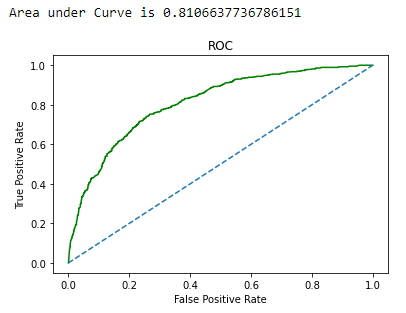 Area under Curve is 0.8106637736786151
ROC
1.0
0.8
0.6
0.4
0.2
0.0
True Positive Rate
0.0 0.2 0.4 0.6 0.8 1.0
False Positive Rate